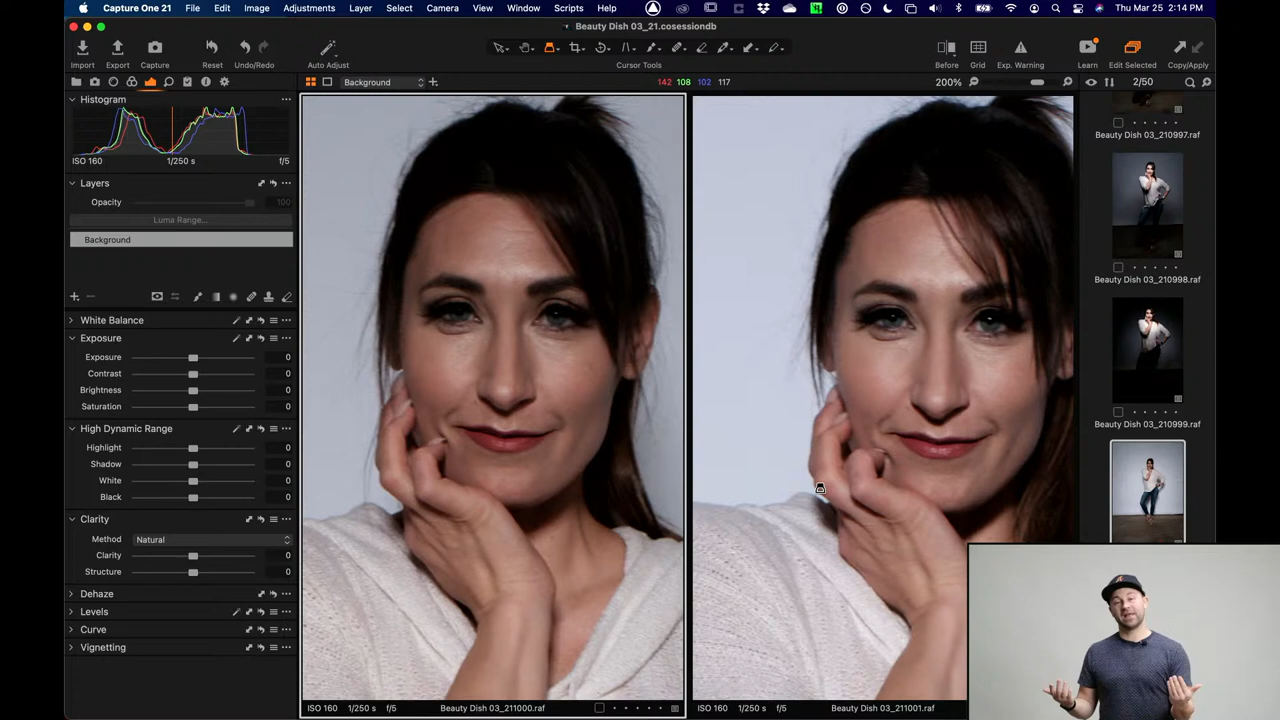 Capture One 21 File Edit Image Adjustments Layer Select Camera View Window Scripts Help Thu Mar 25 2:14 PM
Beauty Dish 03_21.cosessiondb
Import Export Capture Reset Undo/Redo Auto Adjust Cursor Tools Before Grid Exp. Warning Learn Edit Selected Copy/Apply
Background 142 108 102 117 200% 2/50
Histogram
ISO 160 1/250 s f/5
Layers
Opacity 100
Luma Range...
Background
White Balance
Exposure
Exposure 0
Contrast 0
Brightness 0
Saturation 0
High Dynamic Range
Highlight 0
Shadow 0
White 0
Black 0
Clarity
Method Natural
Clarity 0
Structure 0
Dehaze
Levels
Curve
Vignetting
ISO 160 1/250 s f/5 Beauty Dish 03_211000.raf
ISO 160 1/250 s f/5 Beauty Dish 03_211001.raf
Beauty Dish 03_210997.raf
Beauty Dish 03_210998.raf
Beauty Dish 03_210999.raf